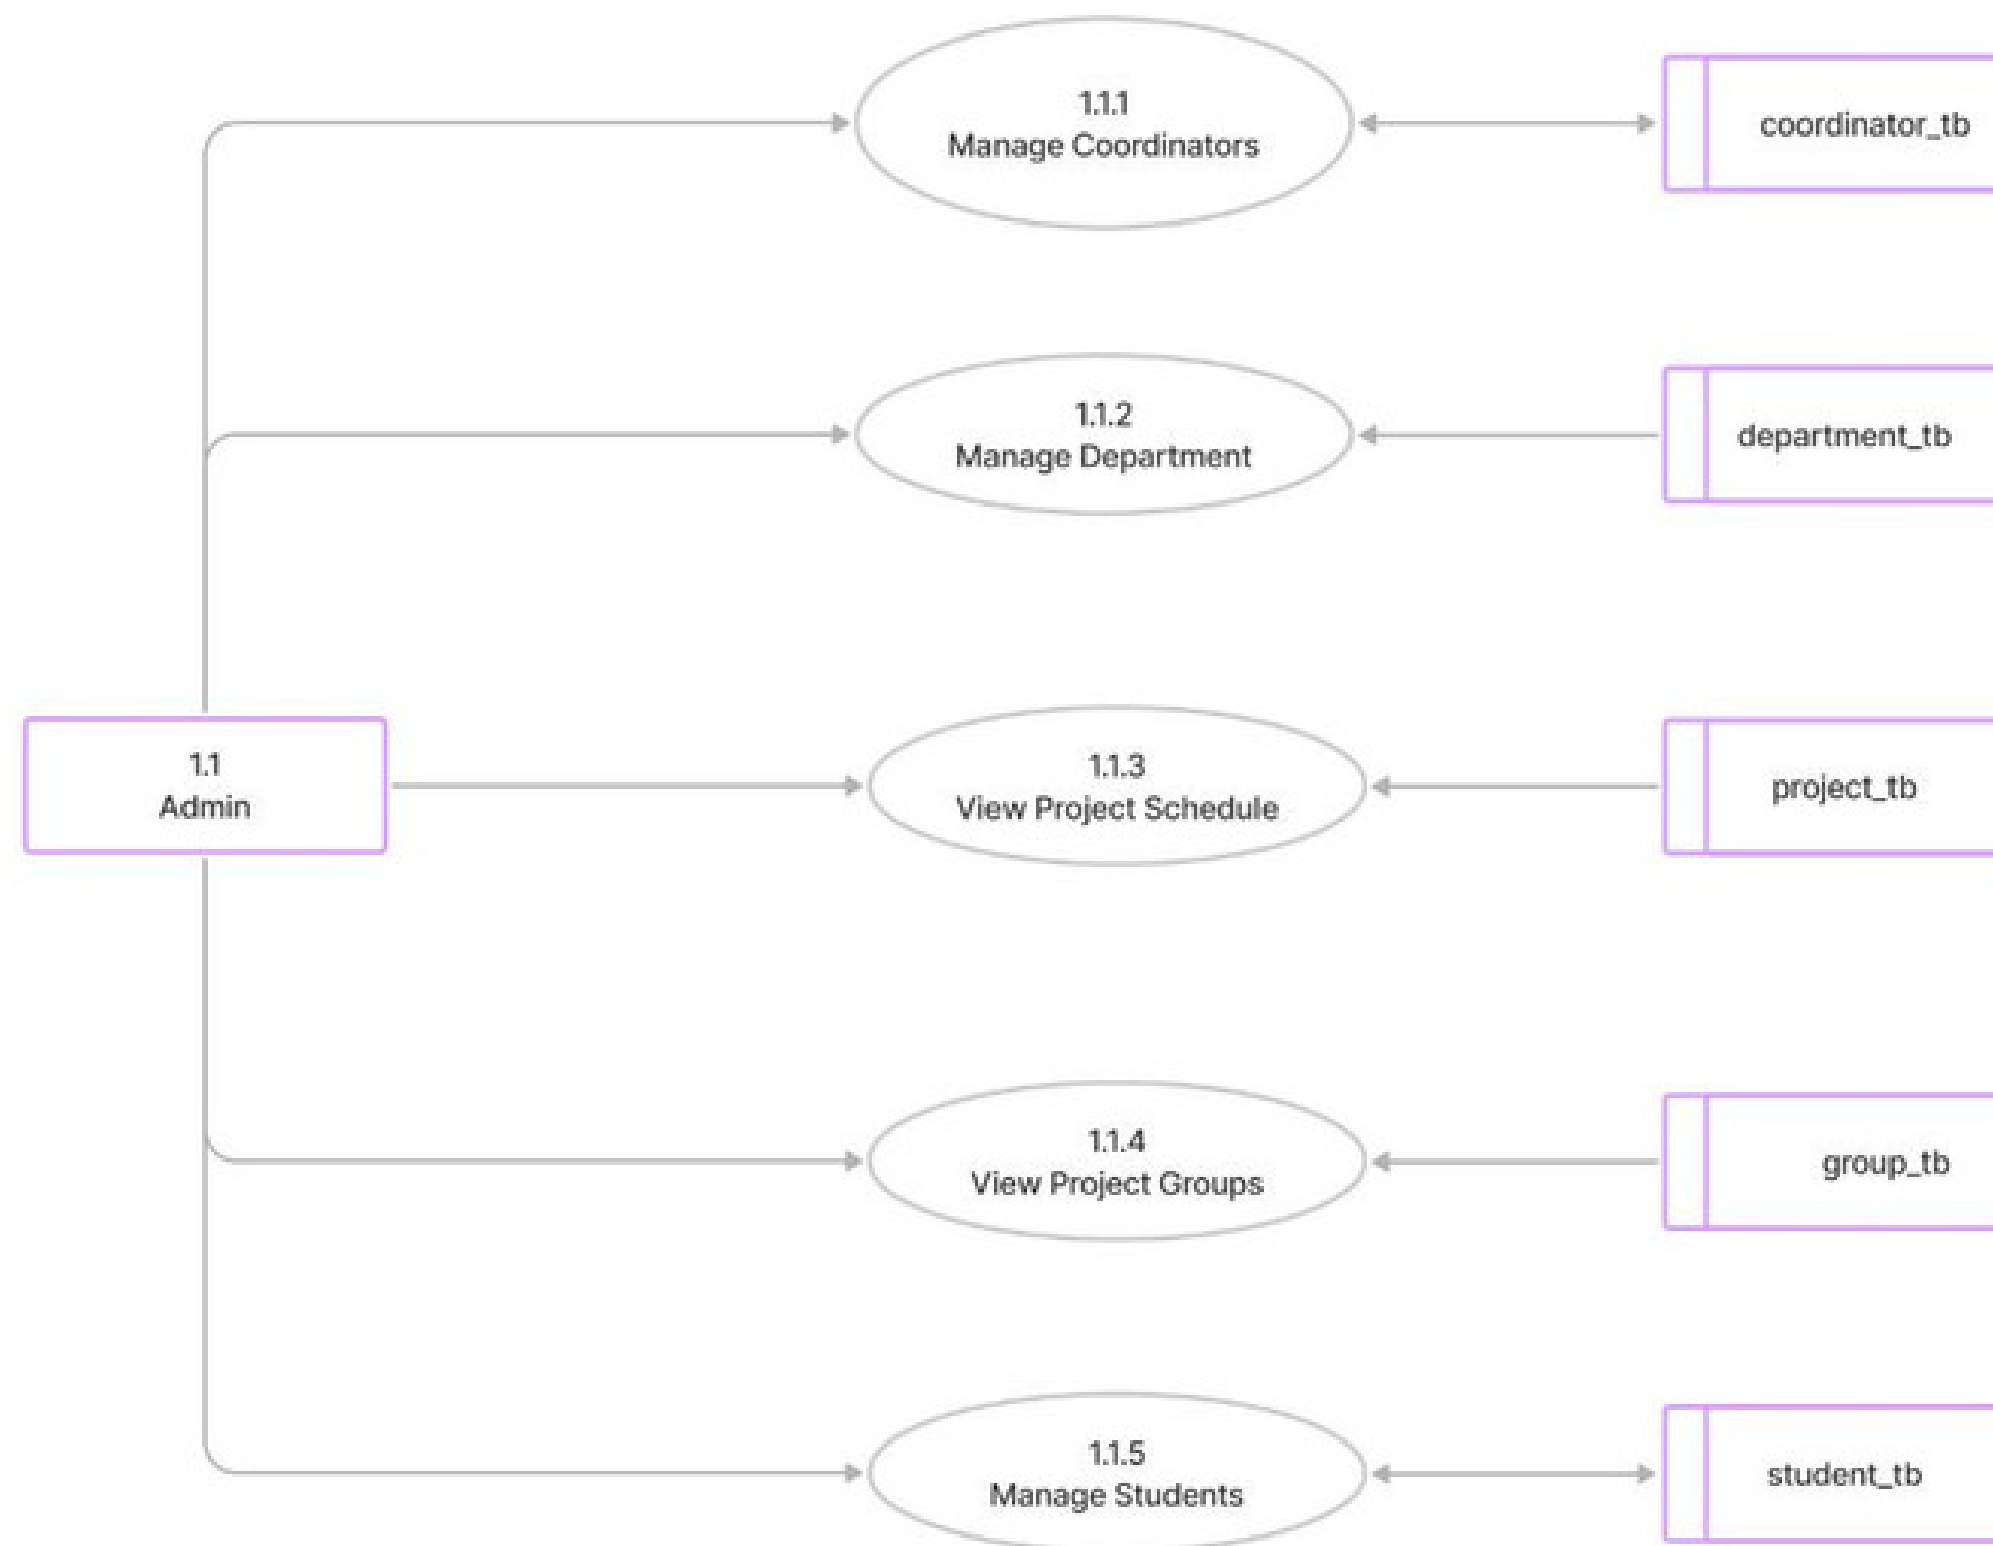 1.1.1
Manage Coordinators
coordinator_tb
1.1.2
Manage Department
department_tb
1.1
Admin
1.1.3
View Project Schedule
project_tb
1.1.4
View Project Groups
group_tb
1.1.5
Manage Students
student_tb